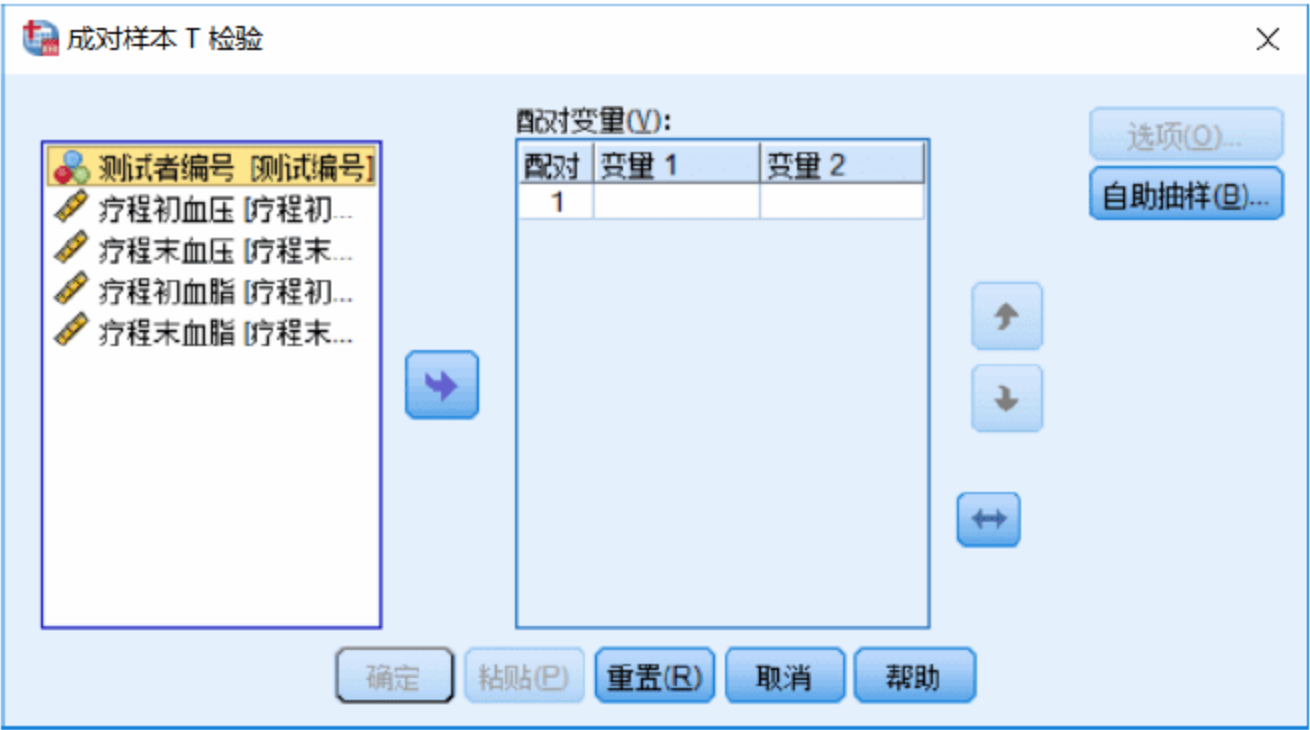 成对样本 T 检验
配对变量(V):
测试者编号 [测试编号]
疗程初血压 [疗程初...
疗程末血压 [疗程末...
疗程初血脂 [疗程初...
疗程末血脂 [疗程末...
配对 变量 1 变量 2
1
选项(O)...
自助抽样(B)...
确定 粘贴(P) 重置(R) 取消 帮助